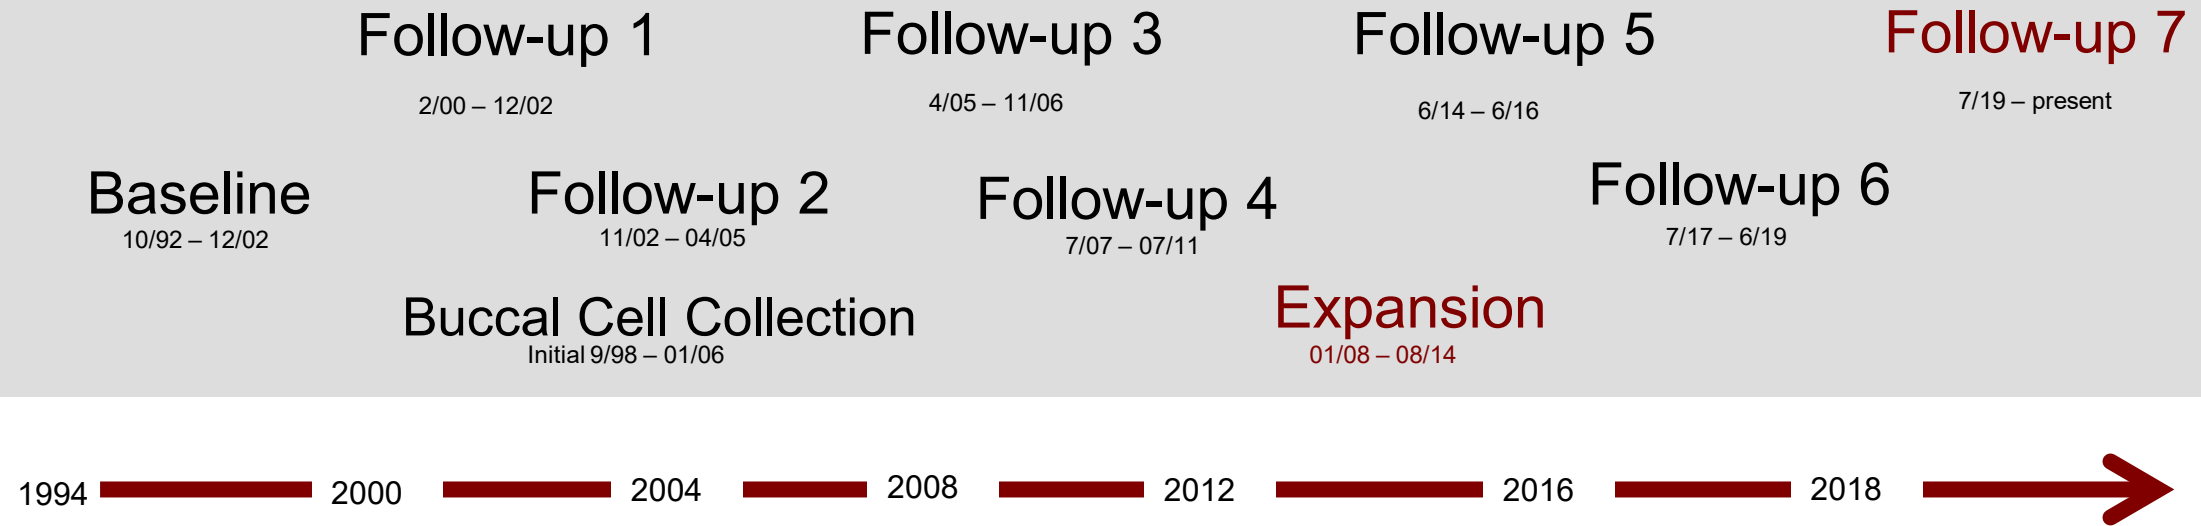 Follow-up 1
2/00 – 12/02
Follow-up 3
4/05 – 11/06
Follow-up 5
6/14 – 6/16
Follow-up 7
7/19 – present
Baseline
10/92 – 12/02
Follow-up 2
11/02 – 04/05
Follow-up 4
7/07 – 07/11
Follow-up 6
7/17 – 6/19
Buccal Cell Collection
Initial 9/98 – 01/06
Expansion
01/08 – 08/14
1994 2000 2004 2008 2012 2016 2018